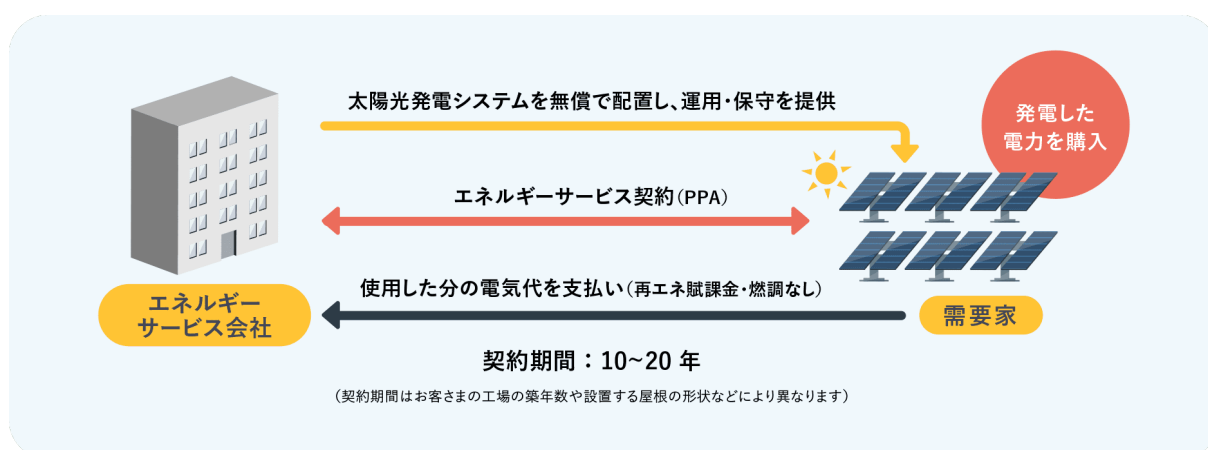 太陽光発電システムを無償で配置し、運用・保守を提供
発電した
電力を購入
エネルギーサービス契約（PPA）
使用した分の電気代を支払い（再エネ賦課金・燃調なし）
エネルギー
サービス会社
需要家
契約期間：10~20 年
（契約期間はお客さまの工場の築年数や設置する屋根の形状などにより異なります）